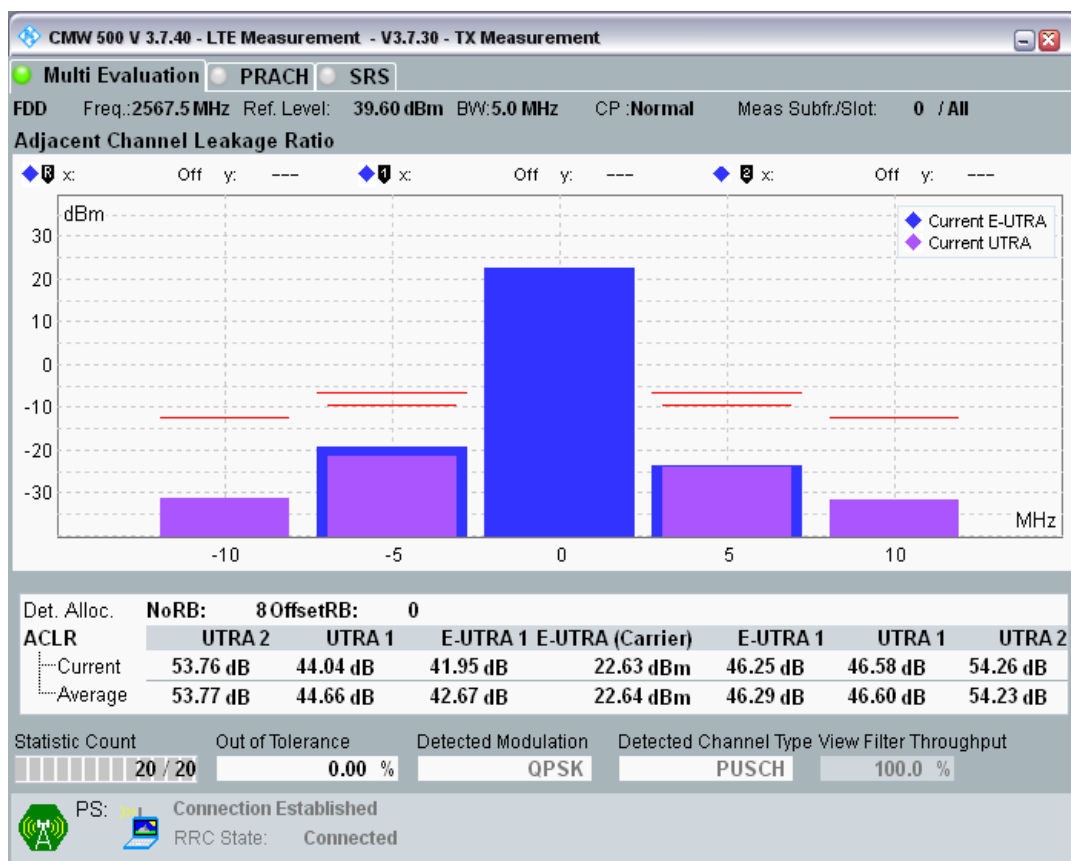 CMW 500 V 3.7.40 - LTE Measurement - V3.7.30 - TX Measurement
Multi Evaluation PRACH SRS
FDD Freq.:2567.5 MHz Ref. Level: 39.60 dBm BW:5.0 MHz CP :Normal Meas Subfr./Slot: 0 / All
Adjacent Channel Leakage Ratio
R x: Off y: --- 1 x: Off y: --- 2 x: Off y: ---
dBm
Current E-UTRA
Current UTRA
30
20
10
0
-10
-20
-30
MHz
-10 -5 0 5 10
Det. Alloc. NoRB: 8 OffsetRB: 0
ACLR UTRA 2 UTRA 1 E-UTRA 1 E-UTRA (Carrier) E-UTRA 1 UTRA 1 UTRA 2
Current 53.76 dB 44.04 dB 41.95 dB 22.63 dBm 46.25 dB 46.58 dB 54.26 dB
Average 53.77 dB 44.66 dB 42.67 dB 22.64 dBm 46.29 dB 46.60 dB 54.23 dB
Statistic Count Out of Tolerance Detected Modulation Detected Channel Type View Filter Throughput
20 / 20 0.00 % QPSK PUSCH 100.0 %
PS: Connection Established
RRC State: Connected